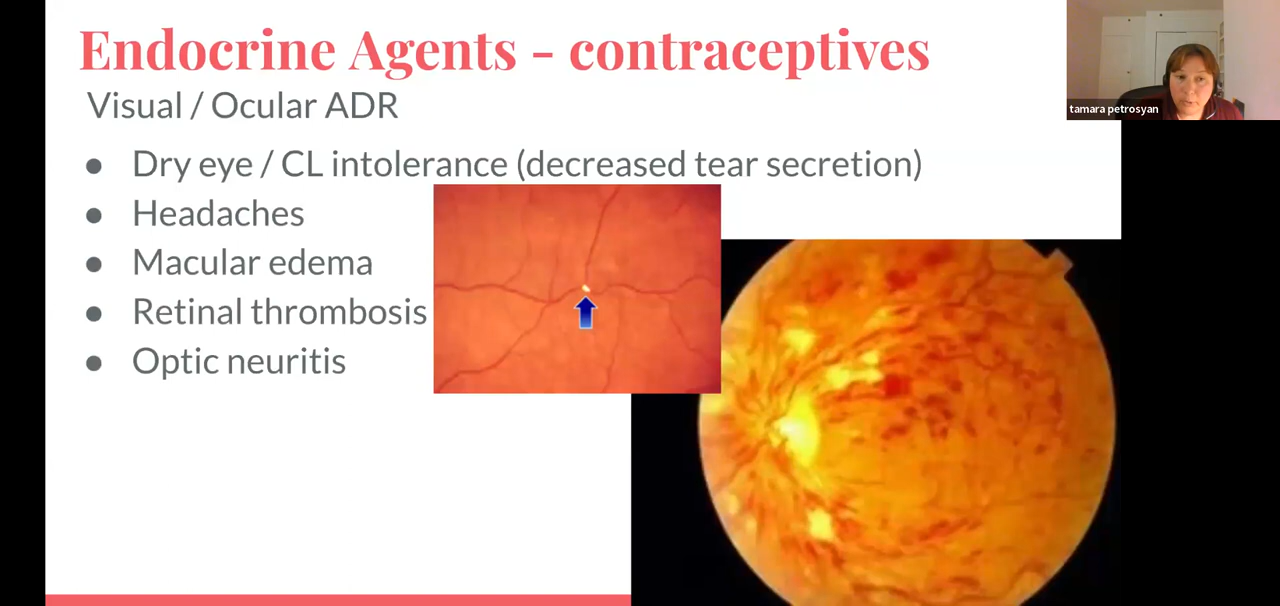 Endocrine Agents - contraceptives
tamara petrosyan
Visual / Ocular ADR
● Dry eye / CL intolerance (decreased tear secretion)
● Headaches
● Macular edema
● Retinal thrombosis
● Optic neuritis